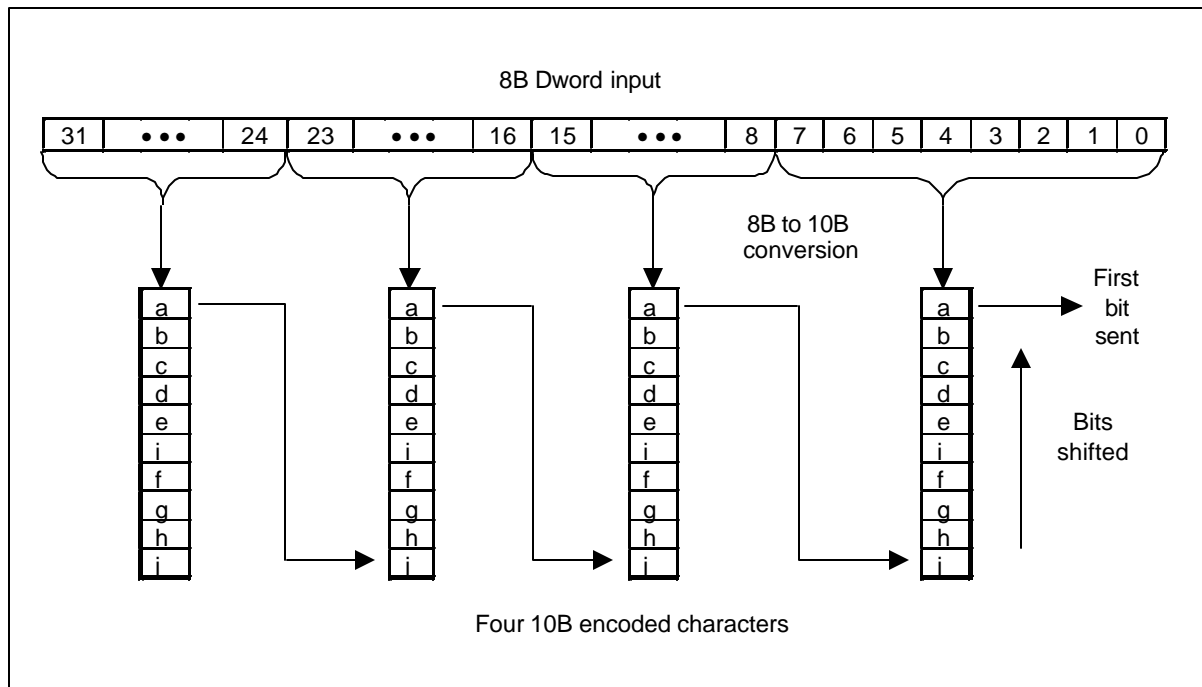 8B Dword input
31 ••• 24 23 ••• 16 15 ••• 8 7 6 5 4 3 2 1 0
8B to 10B
conversion
First
bit
sent
a a a a
b b b b
c c c c
d d d d
e e e e
i i i i
f f f f
g g g g
h h h h
j j j j
Bits
shifted
Four 10B encoded characters